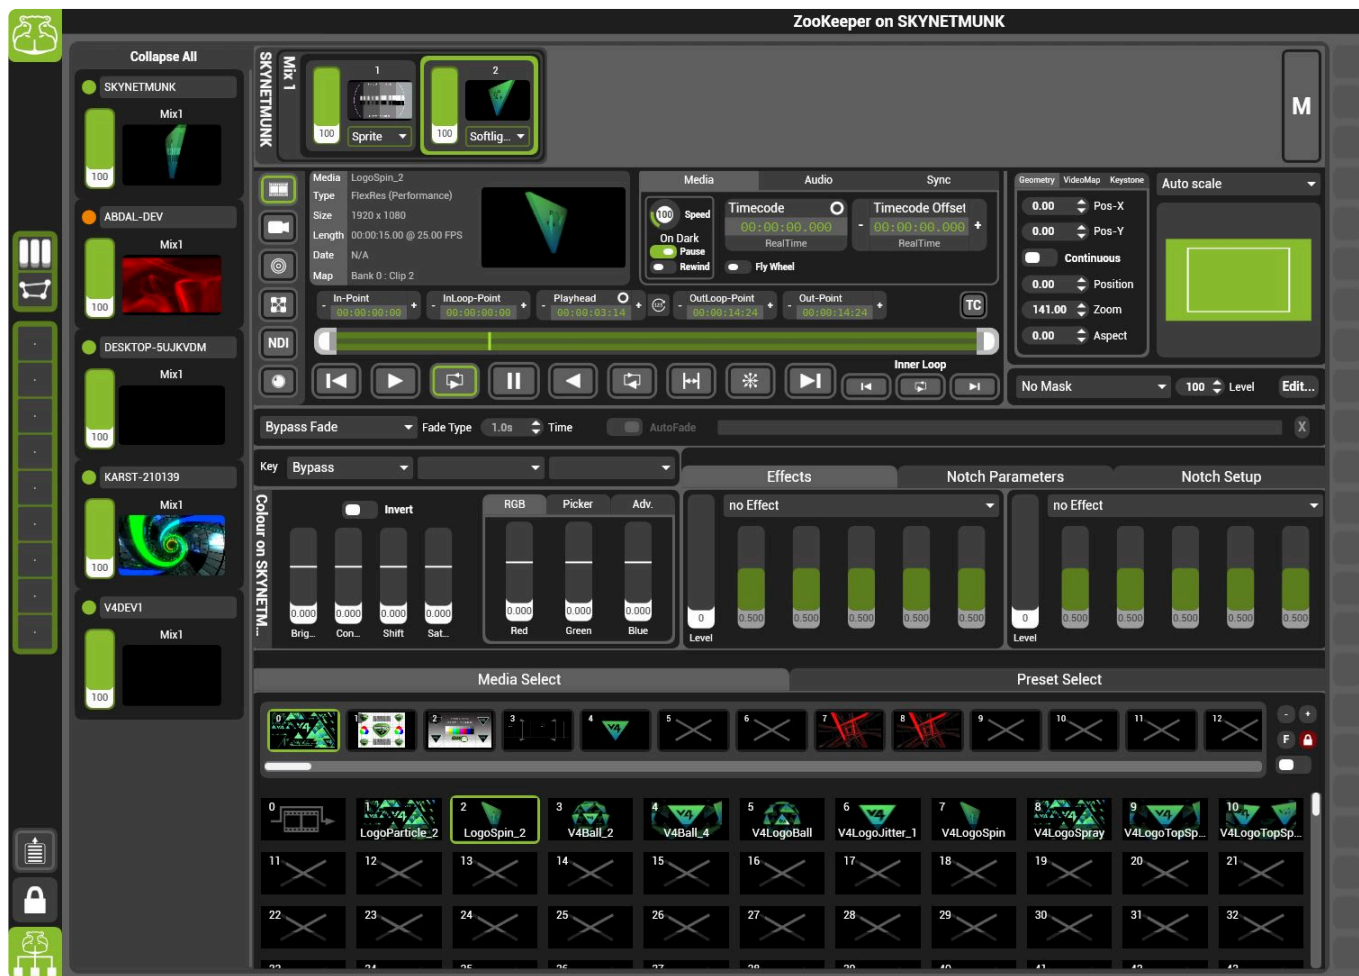 ZooKeeper on SKYNETMUNK
Collapse All
SKYNETMUNK
Mix1
100
ABDAL-DEV
Mix1
100
DESKTOP-5UJKVDM
Mix1
100
KARST-210139
Mix1
100
V4DEV1
Mix1
100
SKYNETMUNK
Mix 1
1
100
Sprite
2
100
Softlig...
M
Media LogoSpin_2
Type FlexRes (Performance)
Size 1920 x 1080
Length 00:00:15.00 @ 25.00 FPS
Date N/A
Map Bank 0 : Clip 2
NDI
Media Audio Sync
100 Speed
On Dark
Pause
Rewind
Timecode
00:00:00.000
RealTime
Fly Wheel
Timecode Offset
- 00:00:00.000 +
RealTime
In-Point
- 00:00:00:00 +
InLoop-Point
- 00:00:00:00 +
Playhead
- 00:00:03:14 +
OutLoop-Point
- 00:00:14:24 +
Out-Point
- 00:00:14:24 +
TC
Inner Loop
Geometry VideoMap Keystone
0.00 Pos-X
0.00 Pos-Y
Continuous
0.00 Position
141.00 Zoom
0.00 Aspect
Auto scale
No Mask 100 Level Edit...
Bypass Fade Fade Type 1.0s Time AutoFade X
Key Bypass
Colour on SKYNETM...
Invert
0.000 0.000 0.000 0.000
Brig... Con... Shift Sat...
RGB Picker Adv.
0.000 0.000 0.000
Red Green Blue
Effects Notch Parameters Notch Setup
no Effect
0 0.500 0.500 0.500 0.500 0.500
Level
no Effect
0 0.500 0.500 0.500 0.500 0.500
Level
Media Select Preset Select
0 1 2 3 4 5 6 7 8 9 10 11 12
- +
F
0 1 2 3 4 5 6 7 8 9 10
LogoParticle_2 LogoSpin_2 V4Ball_2 V4Ball_4 V4LogoBall V4LogoJitter_1 V4LogoSpin V4LogoSpray V4LogoTopSp... V4LogoTopSp...
11 12 13 14 15 16 17 18 19 20 21
22 23 24 25 26 27 28 29 30 31 32